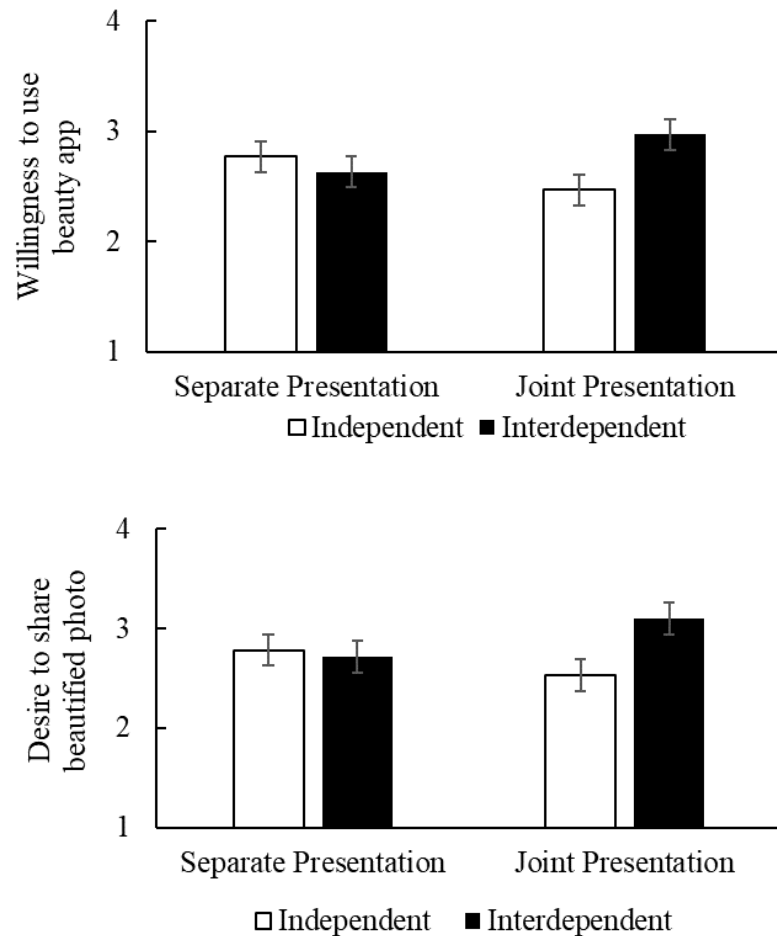 4
3
2
1
Willingness to use
beauty app
Separate Presentation
Joint Presentation
Independent
Interdependent
4
3
2
1
Desire to share
beautified photo
Separate Presentation
Joint Presentation
Independent
Interdependent